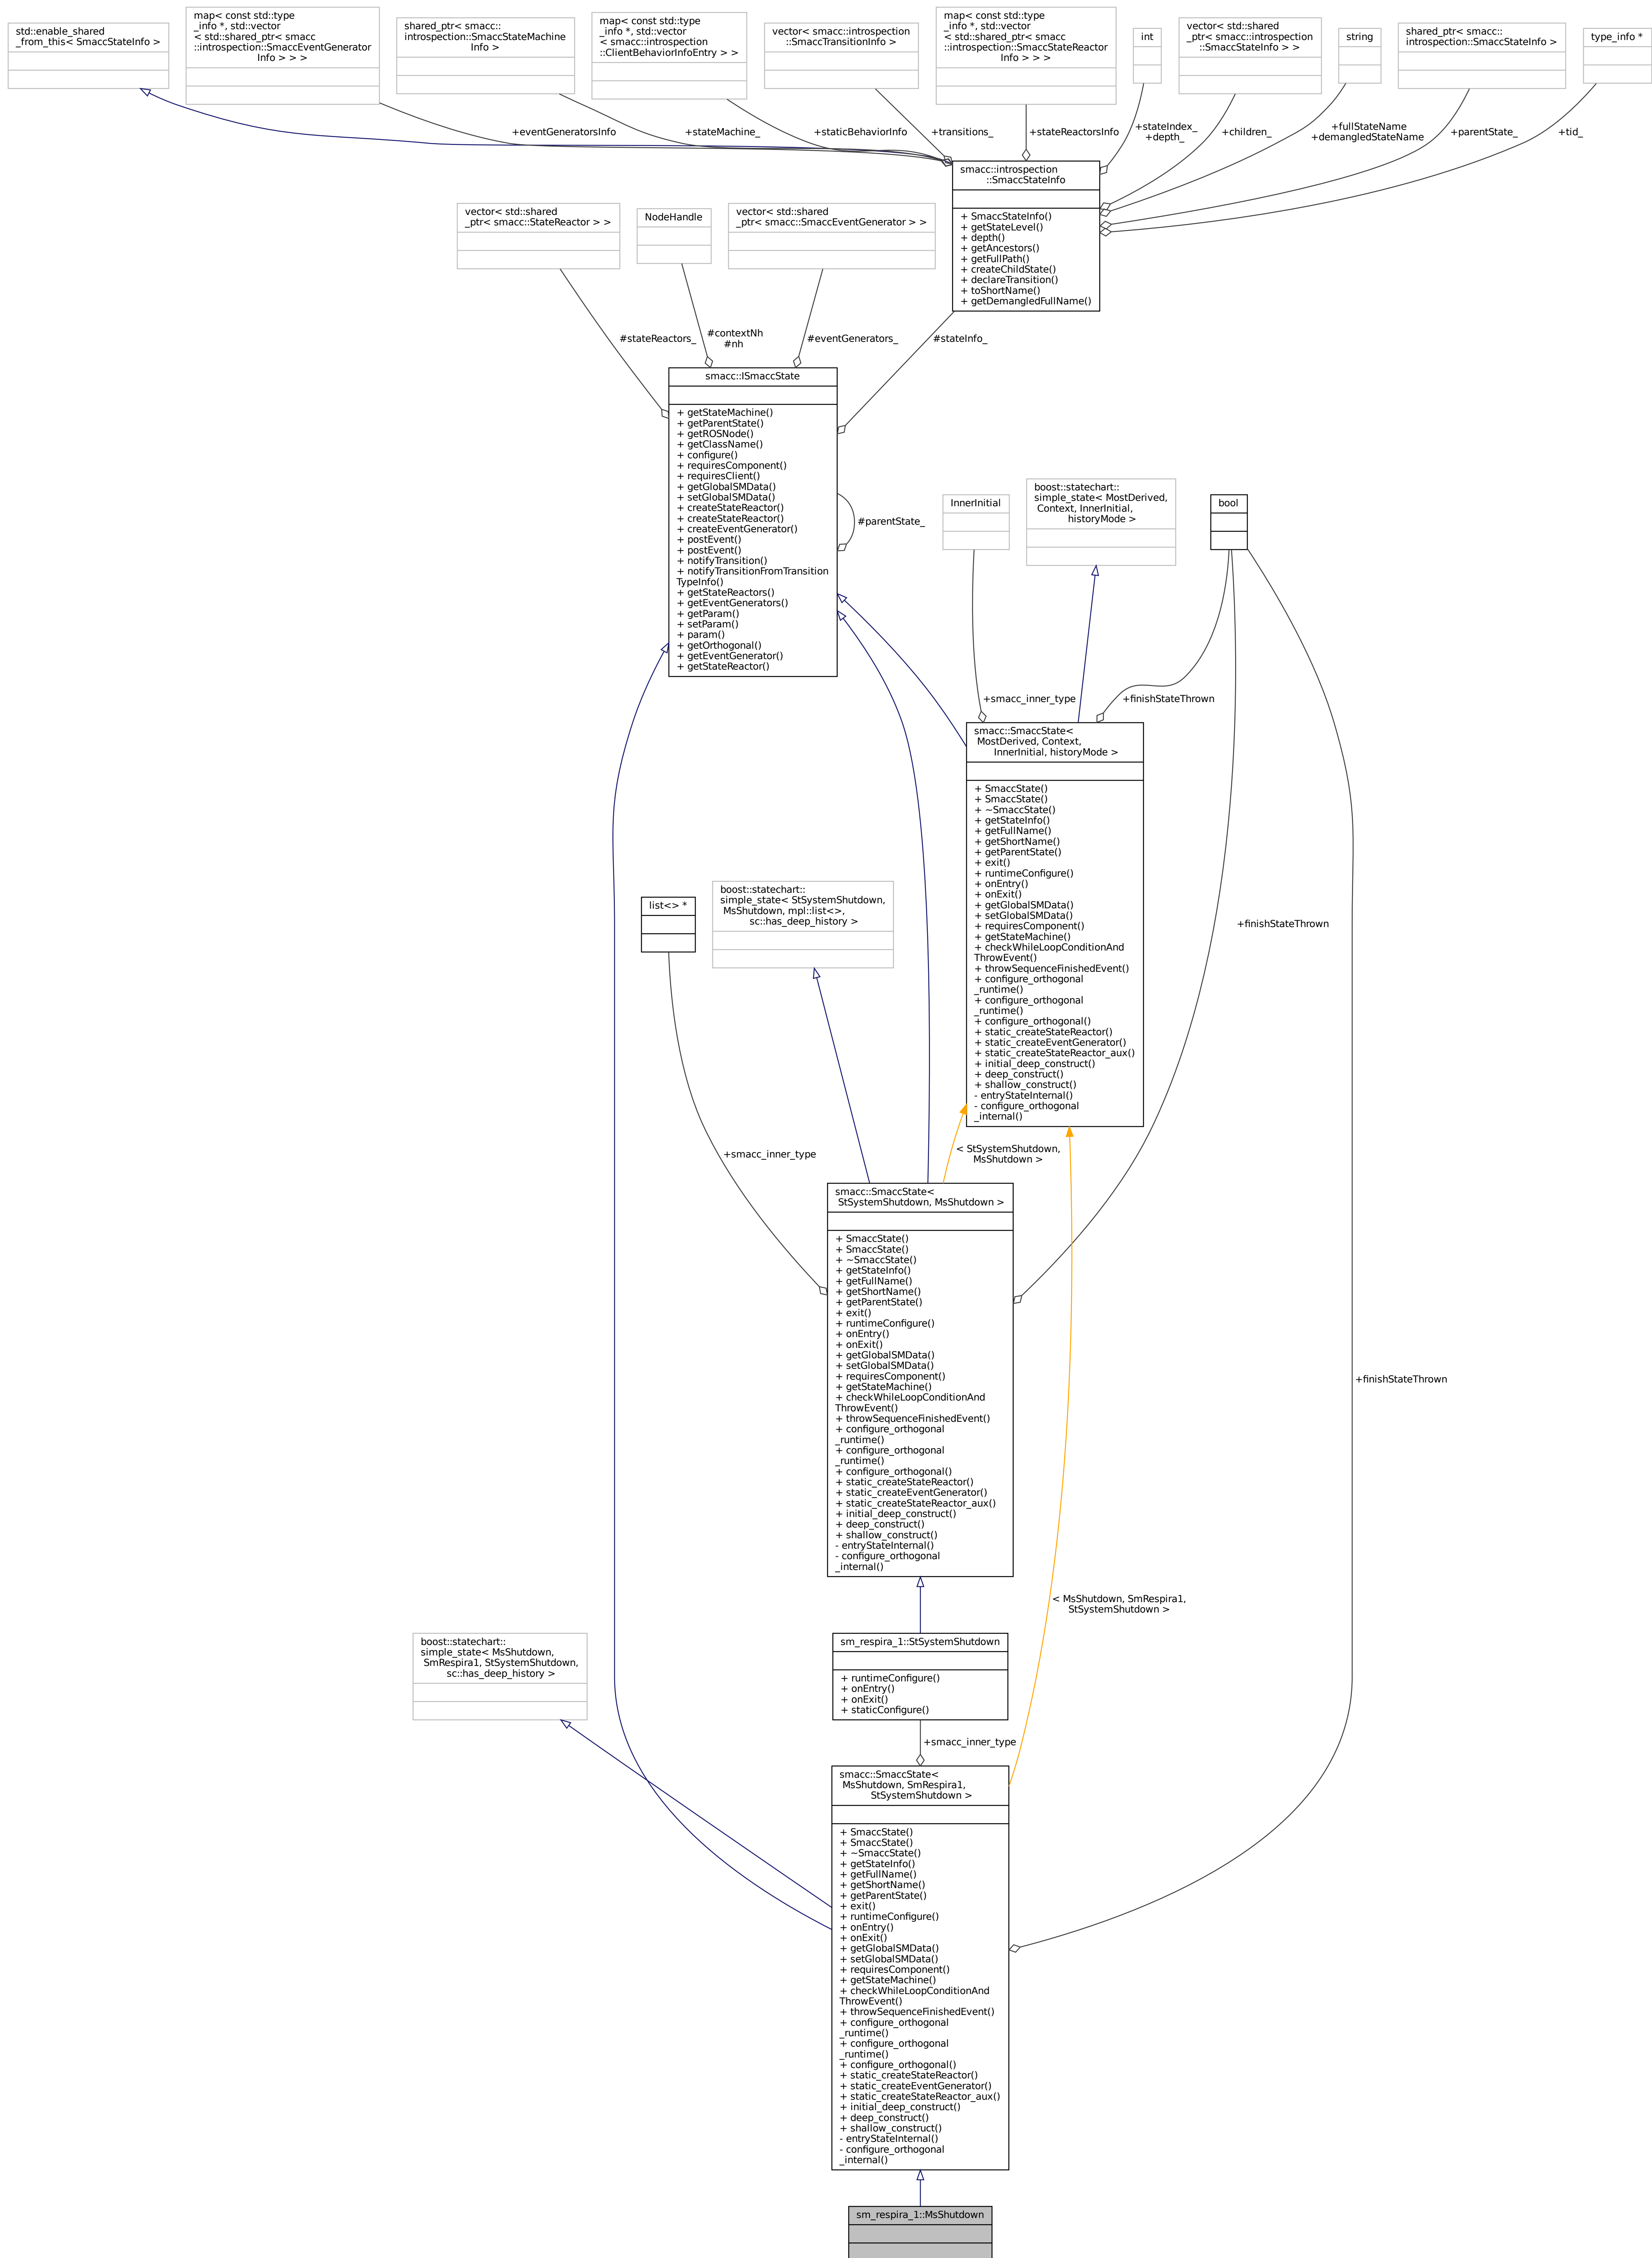 std::enable_shared
_from_this< SmaccStateInfo >
map< const std::type
_info *, std::vector
< std::shared_ptr< smacc
::introspection::SmaccEventGenerator
Info > > >
shared_ptr< smacc::
introspection::SmaccStateMachine
Info >
map< const std::type
_info *, std::vector
< smacc::introspection
::ClientBehaviorInfoEntry > >
vector< smacc::introspection
::SmaccTransitionInfo >
map< const std::type
_info *, std::vector
< std::shared_ptr< smacc
::introspection::SmaccStateReactor
Info > > >
int
vector< std::shared
_ptr< smacc::introspection
::SmaccStateInfo > >
string
shared_ptr< smacc::
introspection::SmaccStateInfo >
type_info *
+eventGeneratorsInfo
+stateMachine_
+staticBehaviorInfo
+transitions_
+stateReactorsInfo
+stateIndex_
+depth_
+children_
+fullStateName
+demangledStateName
+parentState_
+tid_
smacc::introspection
::SmaccStateInfo
+ SmaccStateInfo()
+ getStateLevel()
+ depth()
+ getAncestors()
+ getFullPath()
+ createChildState()
+ declareTransition()
+ toShortName()
+ getDemangledFullName()
vector< std::shared
_ptr< smacc::StateReactor > >
NodeHandle
vector< std::shared
_ptr< smacc::SmaccEventGenerator > >
#stateReactors_
#contextNh
#nh
#eventGenerators_
#stateInfo_
smacc::ISmaccState
+ getStateMachine()
+ getParentState()
+ getROSNode()
+ getClassName()
+ configure()
+ requiresComponent()
+ requiresClient()
+ getGlobalSMData()
+ setGlobalSMData()
+ createStateReactor()
+ createStateReactor()
+ createEventGenerator()
+ postEvent()
+ postEvent()
+ notifyTransition()
+ notifyTransitionFromTransition
TypeInfo()
+ getStateReactors()
+ getEventGenerators()
+ getParam()
+ setParam()
+ param()
+ getOrthogonal()
+ getEventGenerator()
+ getStateReactor()
#parentState_
InnerInitial
boost::statechart::
simple_state< MostDerived,
Context, InnerInitial,
historyMode >
bool
+smacc_inner_type
+finishStateThrown
smacc::SmaccState<
MostDerived, Context,
InnerInitial, historyMode >
+ SmaccState()
+ SmaccState()
+ ~SmaccState()
+ getStateInfo()
+ getFullName()
+ getShortName()
+ getParentState()
+ exit()
+ runtimeConfigure()
+ onEntry()
+ onExit()
+ getGlobalSMData()
+ setGlobalSMData()
+ requiresComponent()
+ getStateMachine()
+ checkWhileLoopConditionAnd
ThrowEvent()
+ throwSequenceFinishedEvent()
+ configure_orthogonal
_runtime()
+ configure_orthogonal
_runtime()
+ configure_orthogonal()
+ static_createStateReactor()
+ static_createEventGenerator()
+ static_createStateReactor_aux()
+ initial_deep_construct()
+ deep_construct()
+ shallow_construct()
- entryStateInternal()
- configure_orthogonal
_internal()
list<> *
boost::statechart::
simple_state< StSystemShutdown,
MsShutdown, mpl::list<>,
sc::has_deep_history >
+finishStateThrown
+smacc_inner_type
< StSystemShutdown,
MsShutdown >
smacc::SmaccState<
StSystemShutdown, MsShutdown >
+ SmaccState()
+ SmaccState()
+ ~SmaccState()
+ getStateInfo()
+ getFullName()
+ getShortName()
+ getParentState()
+ exit()
+ runtimeConfigure()
+ onEntry()
+ onExit()
+ getGlobalSMData()
+ setGlobalSMData()
+ requiresComponent()
+ getStateMachine()
+ checkWhileLoopConditionAnd
ThrowEvent()
+ throwSequenceFinishedEvent()
+ configure_orthogonal
_runtime()
+ configure_orthogonal
_runtime()
+ configure_orthogonal()
+ static_createStateReactor()
+ static_createEventGenerator()
+ static_createStateReactor_aux()
+ initial_deep_construct()
+ deep_construct()
+ shallow_construct()
- entryStateInternal()
- configure_orthogonal
_internal()
+finishStateThrown
< MsShutdown, SmRespira1,
StSystemShutdown >
boost::statechart::
simple_state< MsShutdown,
SmRespira1, StSystemShutdown,
sc::has_deep_history >
sm_respira_1::StSystemShutdown
+ runtimeConfigure()
+ onEntry()
+ onExit()
+ staticConfigure()
+smacc_inner_type
smacc::SmaccState<
MsShutdown, SmRespira1,
StSystemShutdown >
+ SmaccState()
+ SmaccState()
+ ~SmaccState()
+ getStateInfo()
+ getFullName()
+ getShortName()
+ getParentState()
+ exit()
+ runtimeConfigure()
+ onEntry()
+ onExit()
+ getGlobalSMData()
+ setGlobalSMData()
+ requiresComponent()
+ getStateMachine()
+ checkWhileLoopConditionAnd
ThrowEvent()
+ throwSequenceFinishedEvent()
+ configure_orthogonal
_runtime()
+ configure_orthogonal
_runtime()
+ configure_orthogonal()
+ static_createStateReactor()
+ static_createEventGenerator()
+ static_createStateReactor_aux()
+ initial_deep_construct()
+ deep_construct()
+ shallow_construct()
- entryStateInternal()
- configure_orthogonal
_internal()
sm_respira_1::MsShutdown